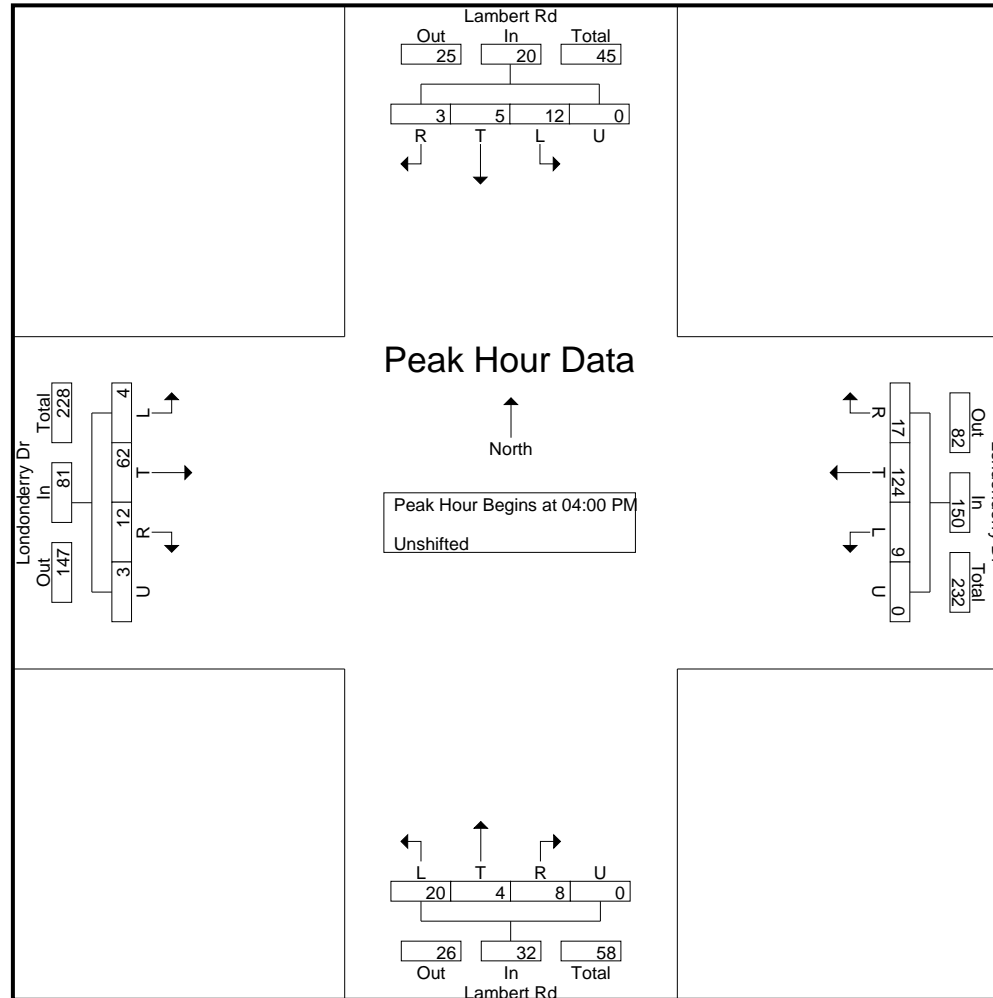 Lambert Rd
Out In Total
25 20 45
3 5 12 0
R T L U
Peak Hour Data
North
Peak Hour Begins at 04:00 PM
Unshifted
Londonderry Dr
Total In Out
228 81 147
4 62 12 3
L T R U
R T L U
17 124 9 0
Out In Total
82 150 232
L T R U
20 4 8 0
26 32 58
Out In Total
Lambert Rd